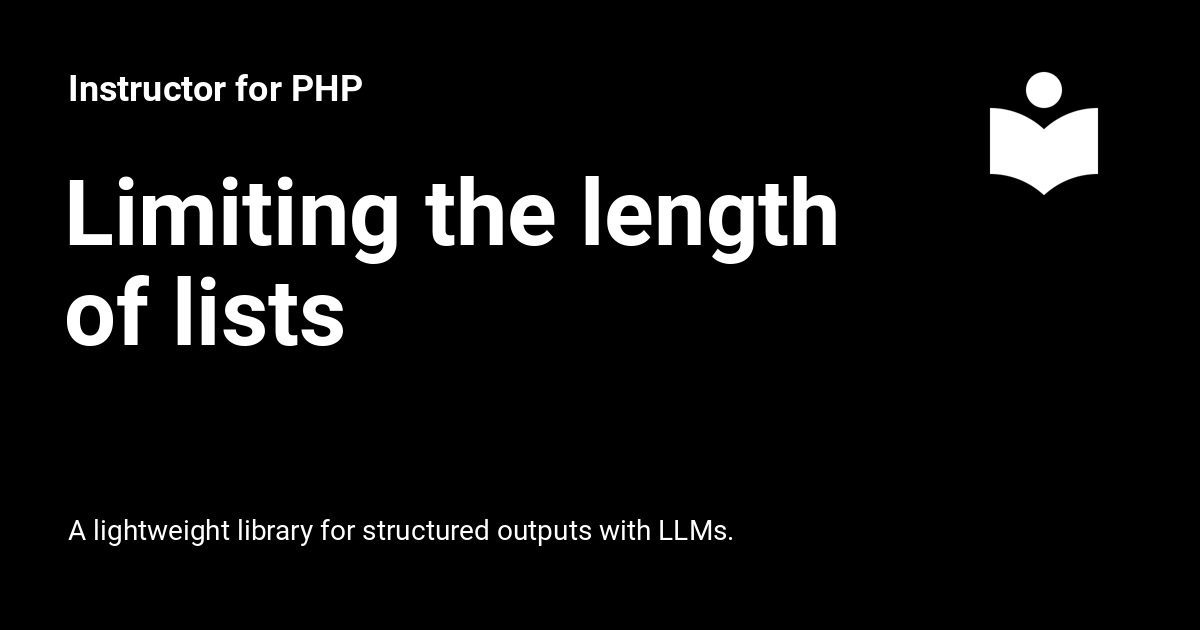 Instructor for PHP
Limiting the length
of lists
A lightweight library for structured outputs with LLMs.